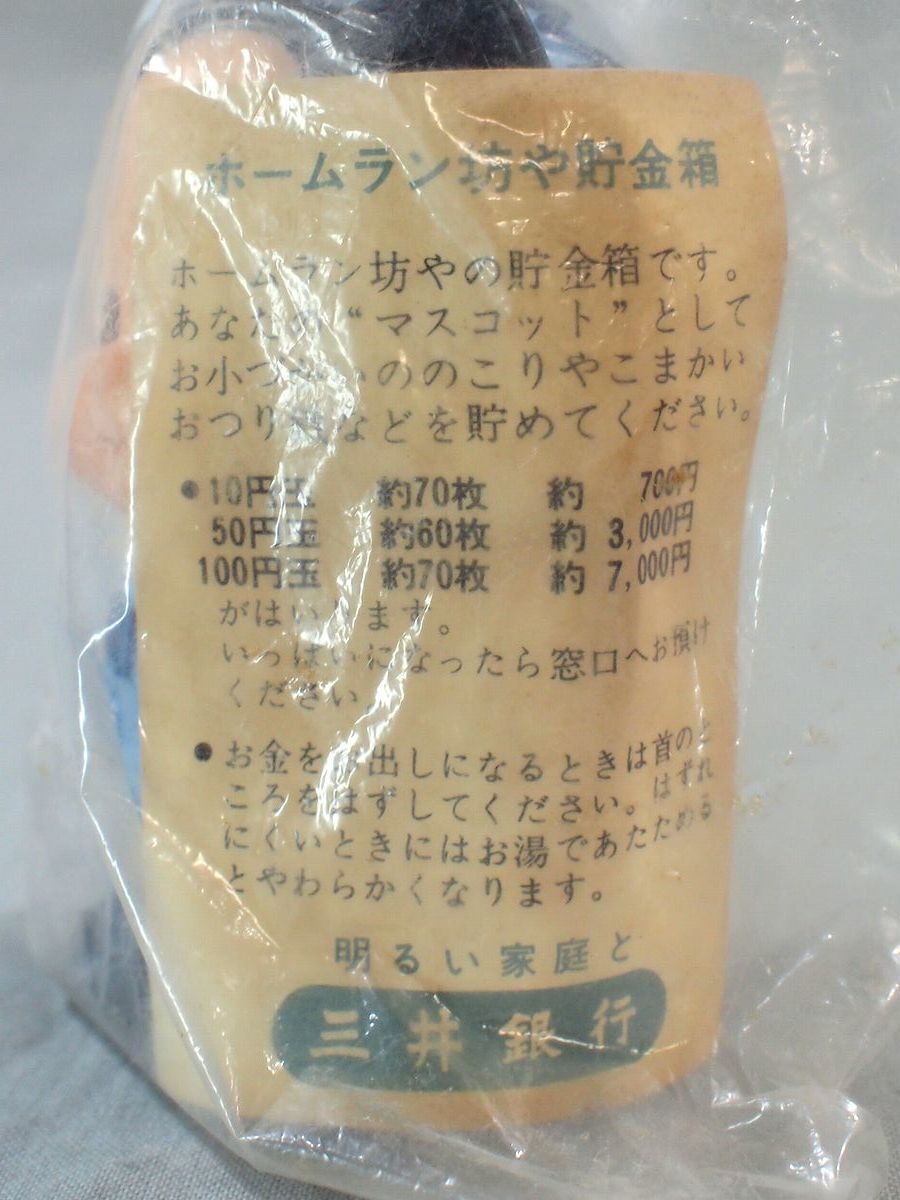 ホームラン坊や貯金箱
ホームラン坊やの貯金箱です。
あなたの“マスコット”として
お小づかいののこりやこまかい
おつり銭などを貯めてください。
●10円玉 約70枚 約 700円
50円玉 約60枚 約 3,000円
100円玉 約70枚 約 7,000円
がはいります。
いっぱいになったら窓口へお預け
ください
●お金をお出しになるときは首のと
ころをはずしてください。はずれ
にくいときにはお湯であたためる
とやわらかくなります。
明るい家庭と
三井銀行